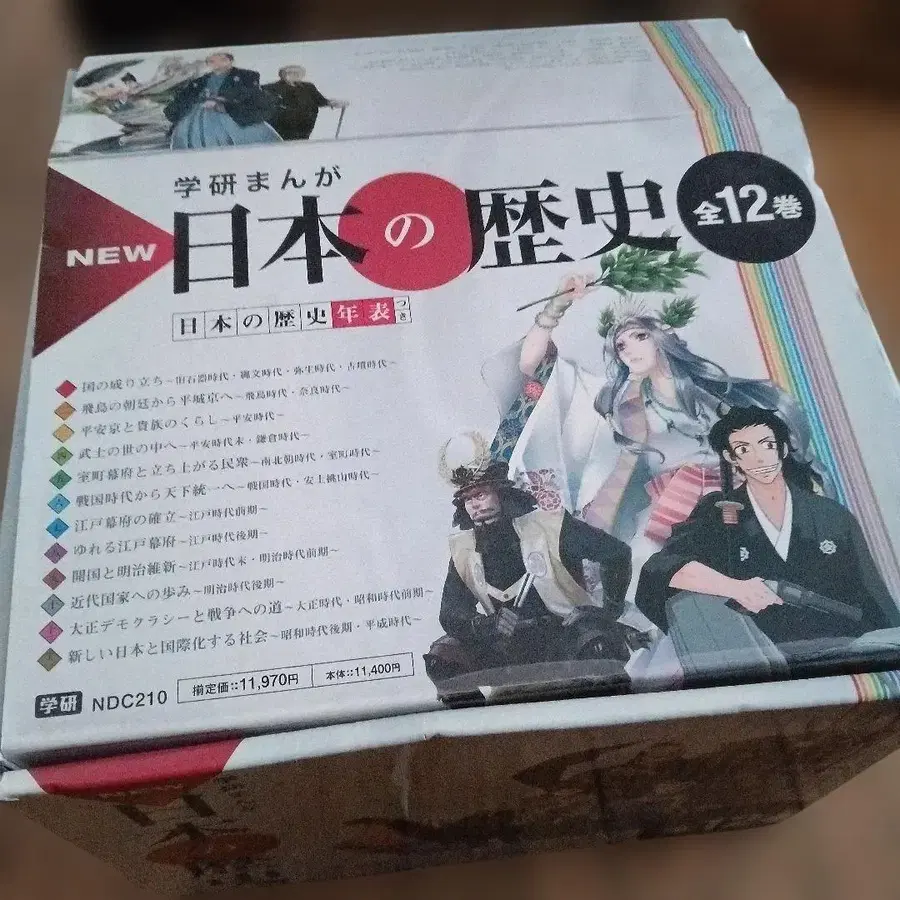 学研まんが
NEW
日本の歴史
全12巻
日本の歴史年表つき
国の成り立ち～旧石器時代・縄文時代・弥生時代・古墳時代～
飛鳥の朝廷から平城京へ～飛鳥時代・奈良時代～
平安京と貴族のくらし～平安時代～
武士の世の中へ～平安時代末・鎌倉時代～
室町幕府と立ち上がる民衆～南北朝時代・室町時代～
戦国時代から天下統一へ～戦国時代・安土桃山時代～
江戸幕府の確立～江戸時代前期～
ゆれる江戸幕府～江戸時代後期～
開国と明治維新～江戸時代末・明治時代前期～
近代国家への歩み～明治時代後期～
大正デモクラシーと戦争への道～大正時代・昭和時代前期～
新しい日本と国際化する社会～昭和時代後期・平成時代～
学研 NDC210 揃定価::11,970円 本体::11,400円